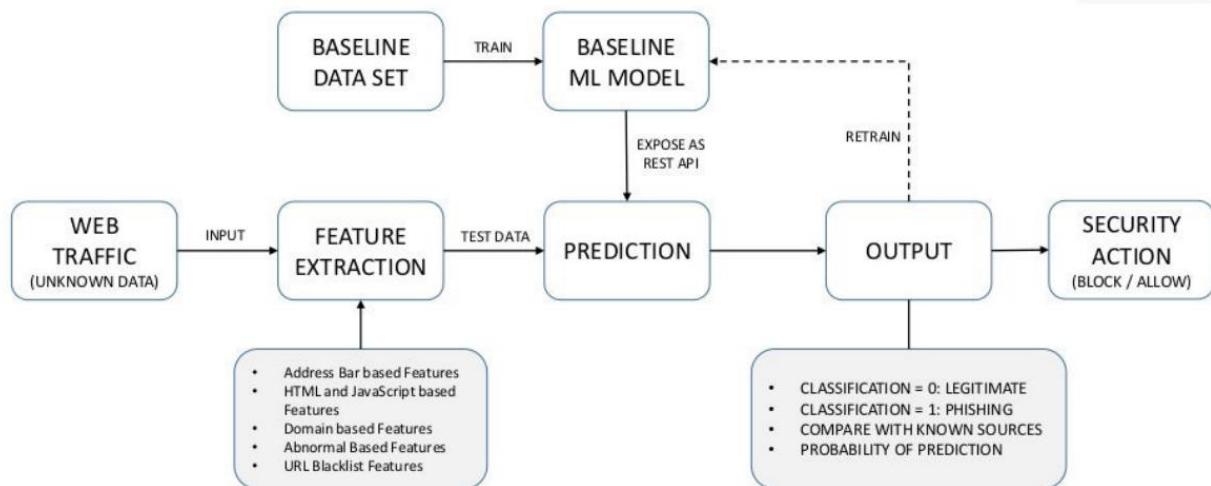 BASELINE
DATA SET
TRAIN
BASELINE
ML MODEL
EXPOSE AS
REST API
RETRAIN
WEB
TRAFFIC
(UNKNOWN DATA)
INPUT
FEATURE
EXTRACTION
TEST DATA
PREDICTION
OUTPUT
SECURITY
ACTION
(BLOCK / ALLOW)
• Address Bar based Features
• HTML and JavaScript based
Features
• Domain based Features
• Abnormal Based Features
• URL Blacklist Features
• CLASSIFICATION = 0: LEGITIMATE
• CLASSIFICATION = 1: PHISHING
• COMPARE WITH KNOWN SOURCES
• PROBABILITY OF PREDICTION